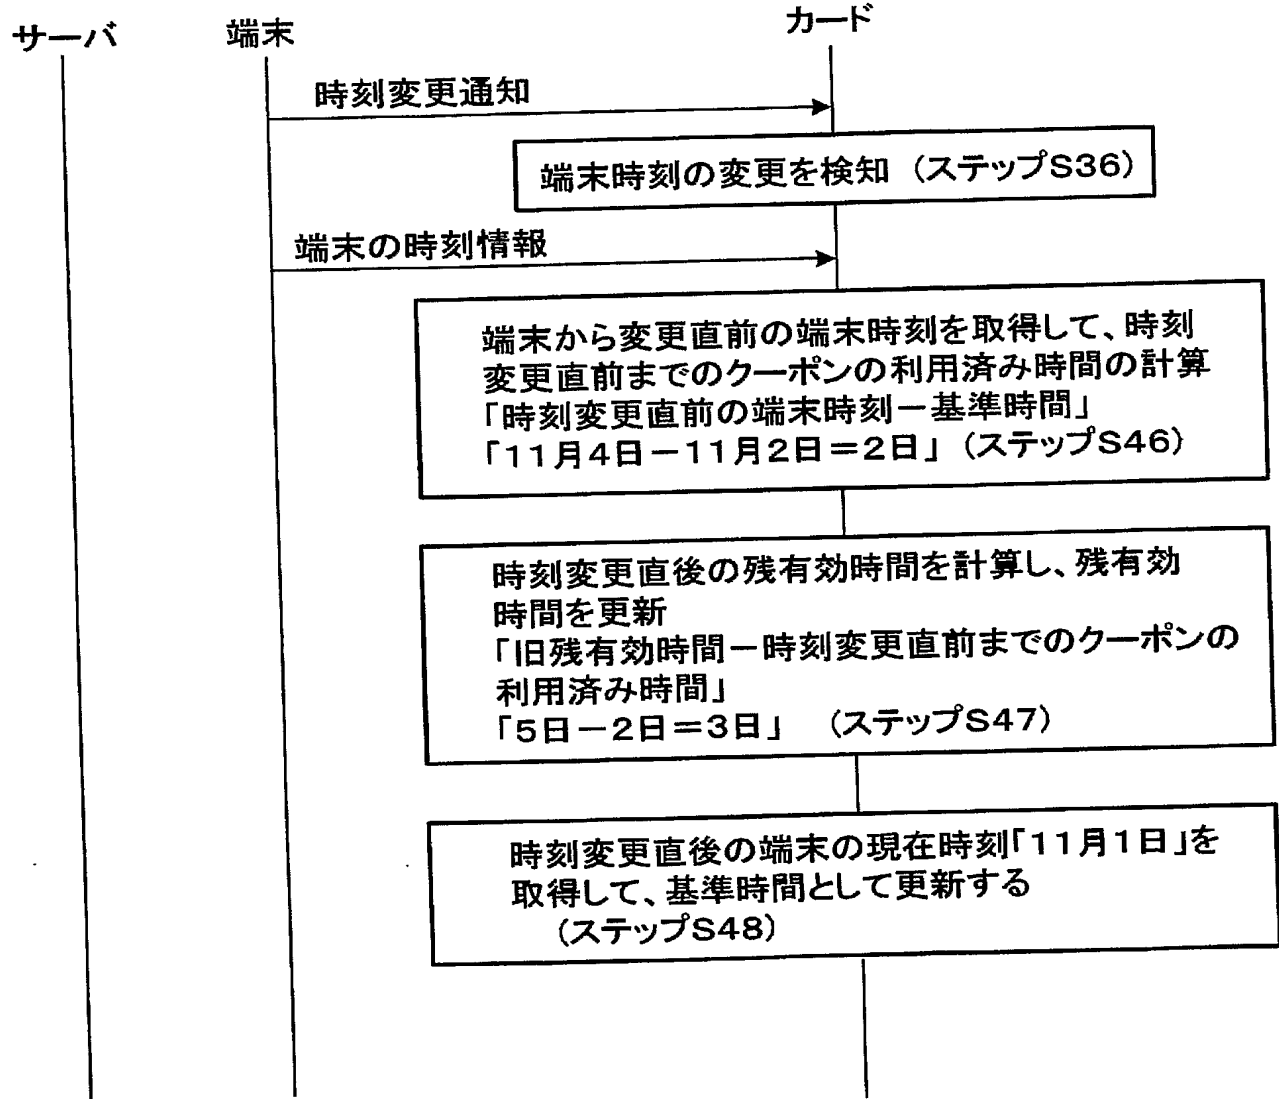 サーバ
端末
カード
時刻変更通知
端末時刻の変更を検知（ステップS36）
端末の時刻情報
端末から変更直前の端末時刻を取得して、時刻
変更直前までのクーポンの利用済み時間の計算
「時刻変更直前の端末時刻－基準時間」
「11月4日－11月2日＝2日」（ステップS46）
時刻変更直後の残有効時間を計算し、残有効
時間を更新
「旧残有効時間－時刻変更直前までのクーポンの
利用済み時間」
「5日－2日＝3日」 （ステップS47）
時刻変更直後の端末の現在時刻「11月1日」を
取得して、基準時間として更新する
（ステップS48）